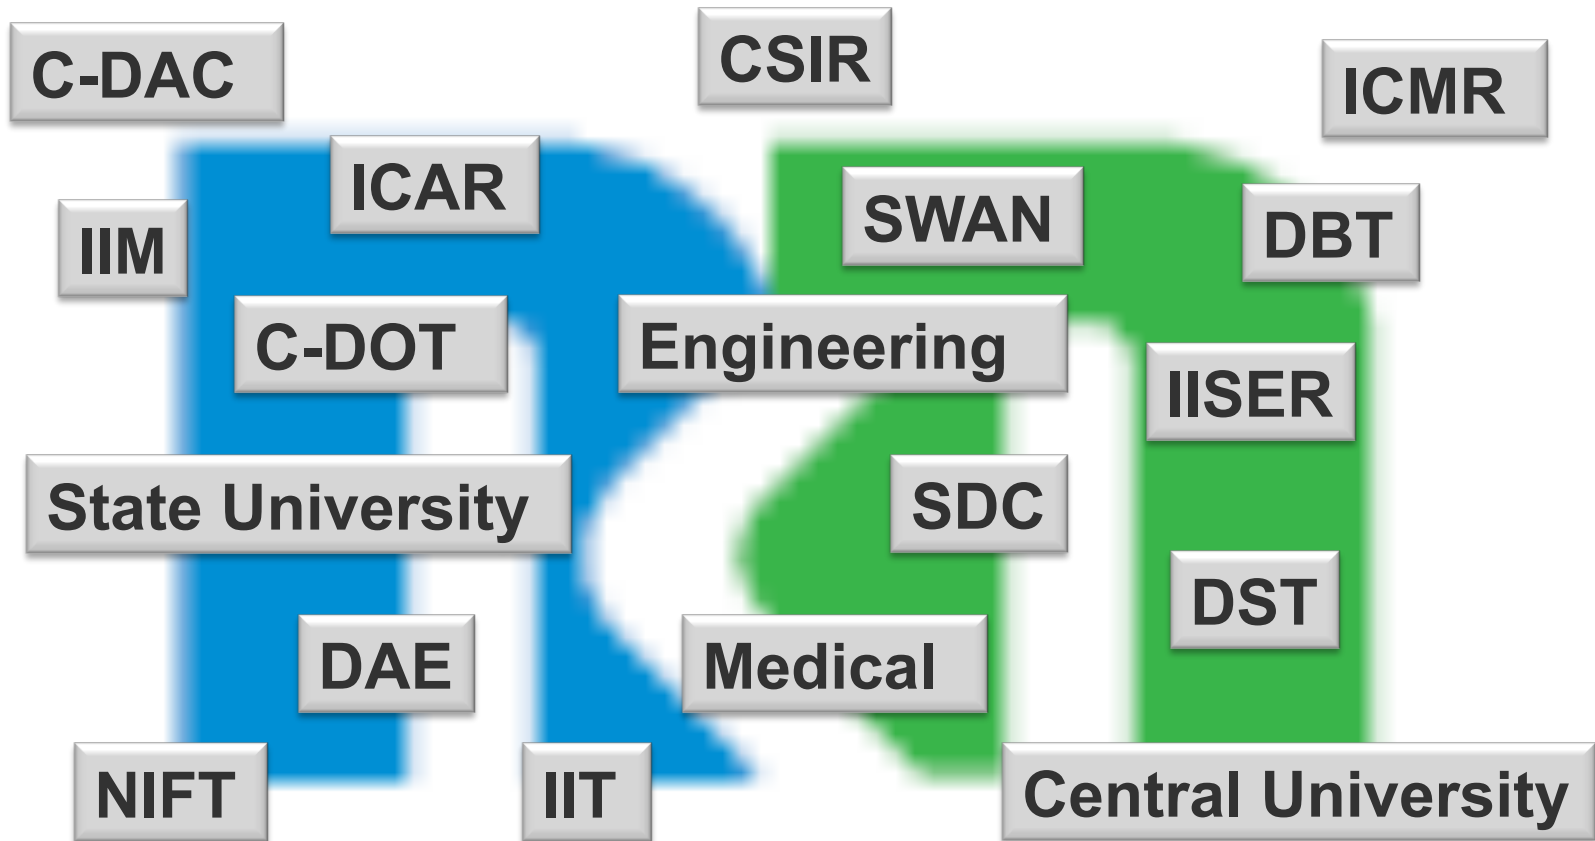 C-DAC
CSIR
ICMR
ICAR
SWAN
DBT
IIM
C-DOT
Engineering
IISER
State University
SDC
DST
DAE
Medical
NIFT
IIT
Central University